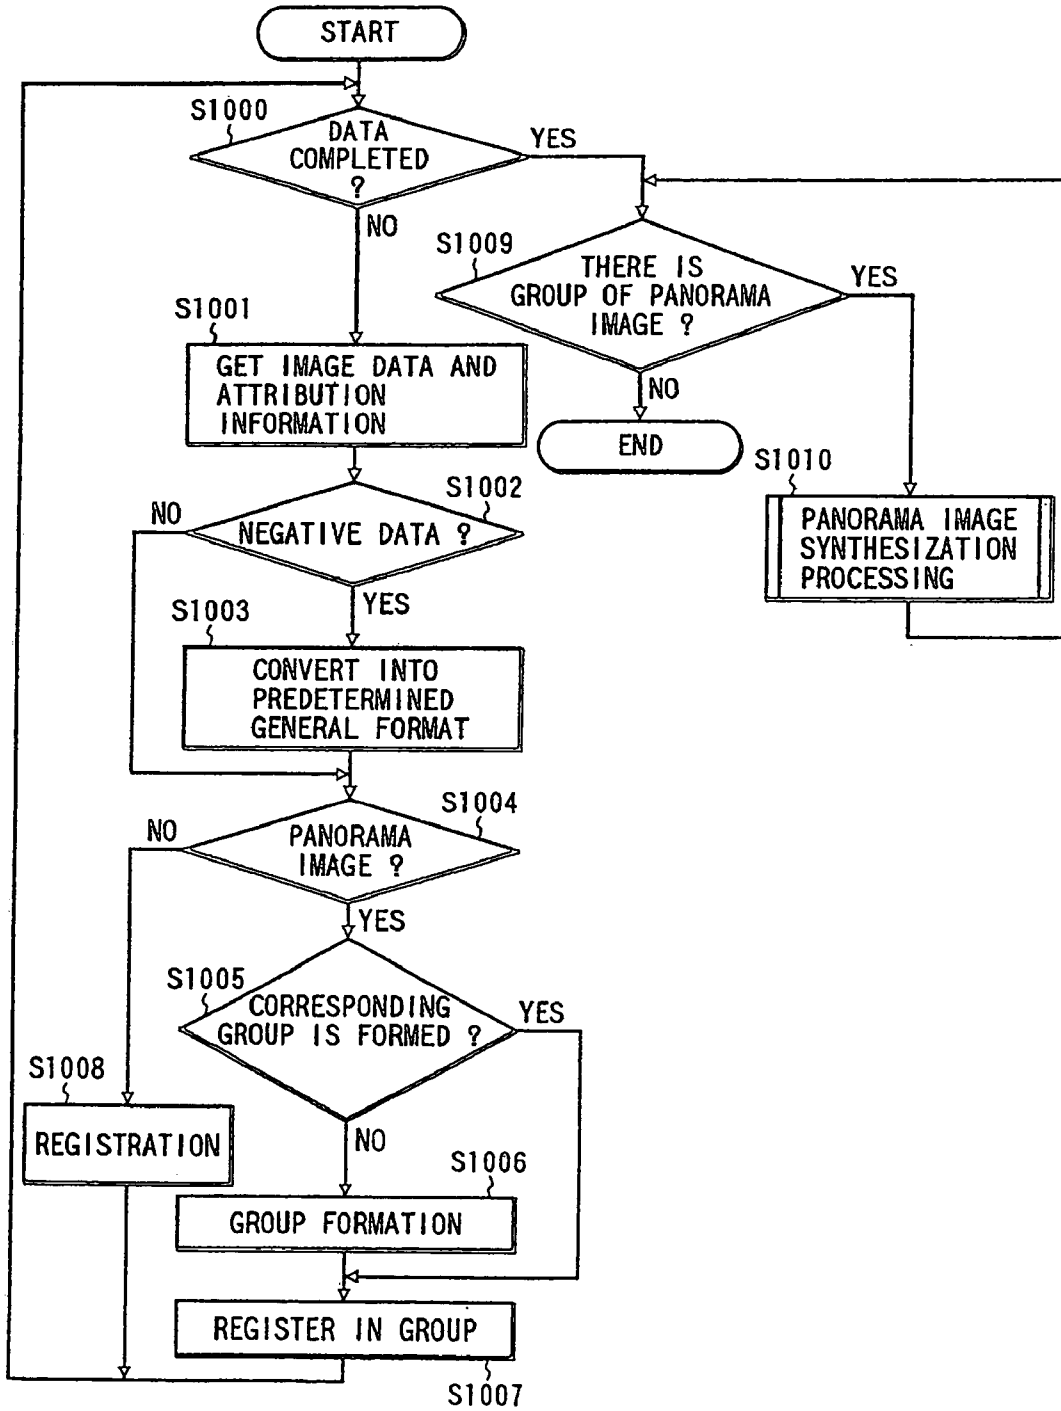 START
S1000
DATA
COMPLETED
?
YES
NO
S1009
THERE IS
GROUP OF PANORAMA
IMAGE ?
YES
NO
END
S1001
GET IMAGE DATA AND
ATTRIBUTION
INFORMATION
S1010
PANORAMA IMAGE
SYNTHESIZATION
PROCESSING
S1002
NEGATIVE DATA ?
NO
YES
S1003
CONVERT INTO
PREDETERMINED
GENERAL FORMAT
S1004
PANORAMA
IMAGE ?
NO
YES
S1005
CORRESPONDING
GROUP IS FORMED ?
YES
NO
S1008
REGISTRATION
S1006
GROUP FORMATION
REGISTER IN GROUP
S1007